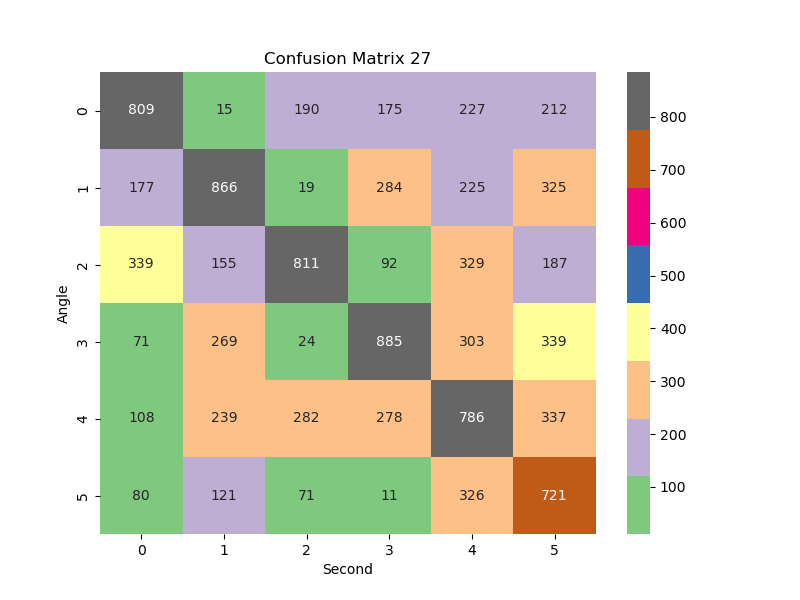 Confusion Matrix 27
Angle
0 809 15 190 175 227 212
1 177 866 19 284 225 325
2 339 155 811 92 329 187
3 71 269 24 885 303 339
4 108 239 282 278 786 337
5 80 121 71 11 326 721
0 1 2 3 4 5
Second
800
700
600
500
400
300
200
100